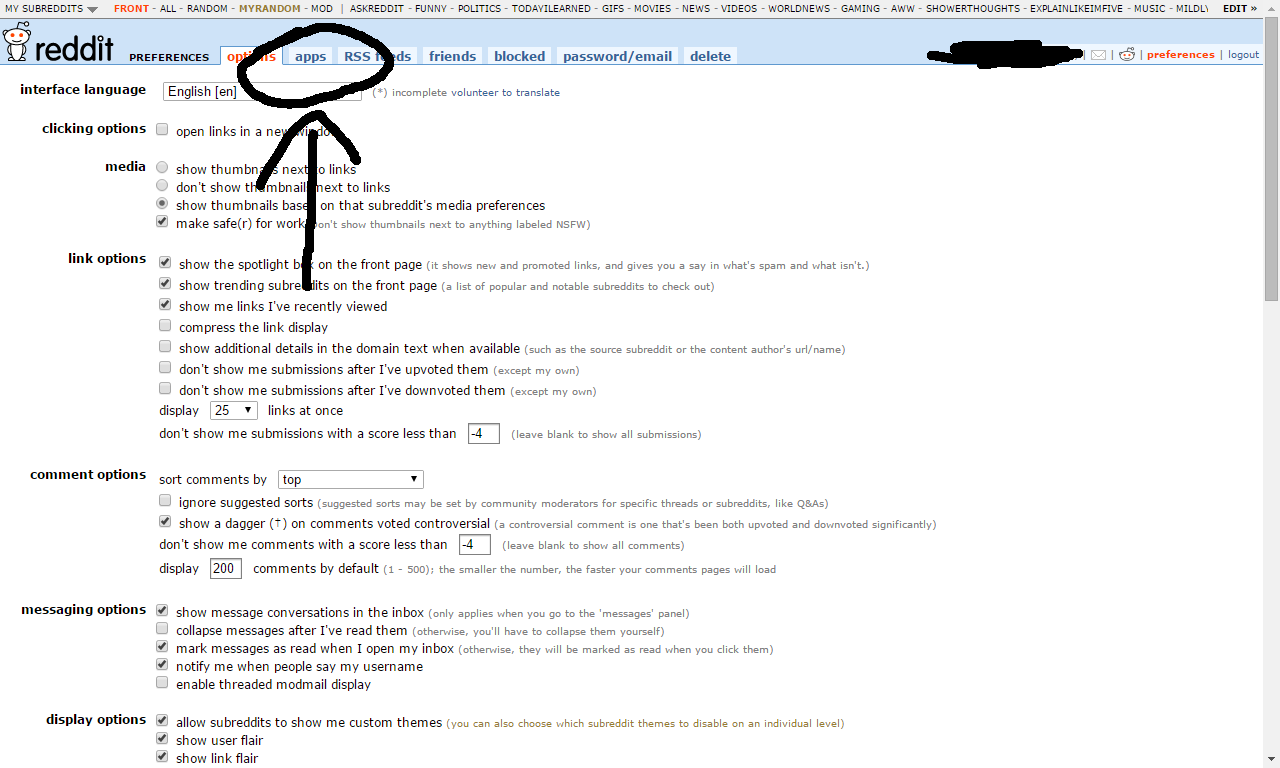 MY SUBREDDITS FRONT - ALL - RANDOM - MYRANDOM - MOD | ASKREDDIT - FUNNY - POLITICS - TODAYILEARNED - GIFS - MOVIES - NEWS - VIDEOS - WORLDNEWS - GAMING - AWW - SHOWERTHOUGHTS - EXPLAINLIKEIMFIVE - MUSIC - MILDLY EDIT »
reddit PREFERENCES options apps RSS feeds friends blocked password/email delete | | | preferences | logout
interface language English [en] (*) incomplete volunteer to translate
clicking options open links in a new window
media show thumbnails next to links
don't show thumbnails next to links
show thumbnails based on that subreddit's media preferences
make safe(r) for work (don't show thumbnails next to anything labeled NSFW)
link options show the spotlight box on the front page (it shows new and promoted links, and gives you a say in what's spam and what isn't.)
show trending subreddits on the front page (a list of popular and notable subreddits to check out)
show me links I've recently viewed
compress the link display
show additional details in the domain text when available (such as the source subreddit or the content author's url/name)
don't show me submissions after I've upvoted them (except my own)
don't show me submissions after I've downvoted them (except my own)
display 25 links at once
don't show me submissions with a score less than -4 (leave blank to show all submissions)
comment options sort comments by top
ignore suggested sorts (suggested sorts may be set by community moderators for specific threads or subreddits, like Q&As)
show a dagger (†) on comments voted controversial (a controversial comment is one that's been both upvoted and downvoted significantly)
don't show me comments with a score less than -4 (leave blank to show all comments)
display 200 comments by default (1 - 500); the smaller the number, the faster your comments pages will load
messaging options show message conversations in the inbox (only applies when you go to the 'messages' panel)
collapse messages after I've read them (otherwise, you'll have to collapse them yourself)
mark messages as read when I open my inbox (otherwise, they will be marked as read when you click them)
notify me when people say my username
enable threaded modmail display
display options allow subreddits to show me custom themes (you can also choose which subreddit themes to disable on an individual level)
show user flair
show link flair